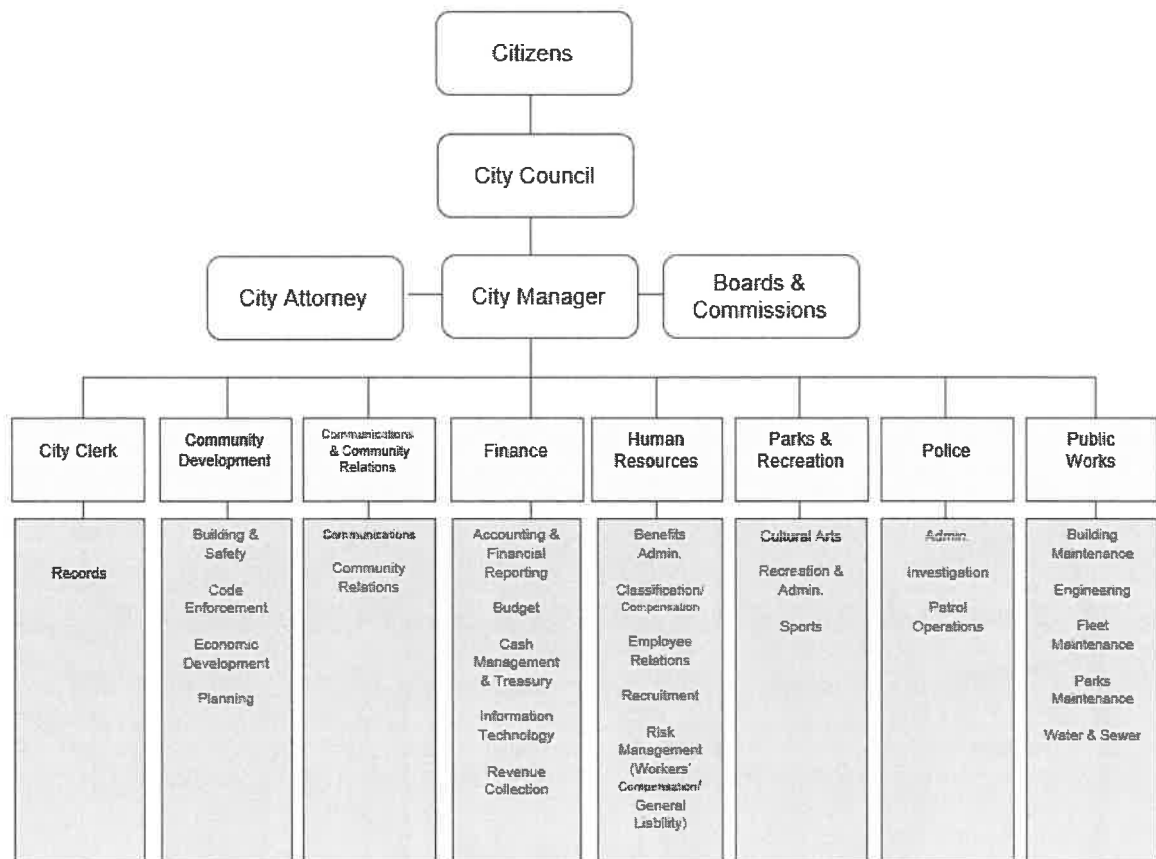 Citizens
City Council
City Attorney
City Manager
Boards &
Commissions
City Clerk
Community
Development
Communications
& Community
Relations
Finance
Human
Resources
Parks &
Recreation
Police
Public
Works
Records
Building &
Safety
Code
Enforcement
Economic
Development
Planning
Communications
Community
Relations
Accounting &
Financial
Reporting
Budget
Cash
Management
& Treasury
Information
Technology
Revenue
Collection
Benefits
Admin.
Classification/
Compensation
Employee
Relations
Recruitment
Risk
Management
(Workers'
Compensation/
General
Liability)
Cultural Arts
Recreation &
Admin.
Sports
Admin.
Investigation
Patrol
Operations
Building
Maintenance
Engineering
Fleet
Maintenance
Parks
Maintenance
Water & Sewer